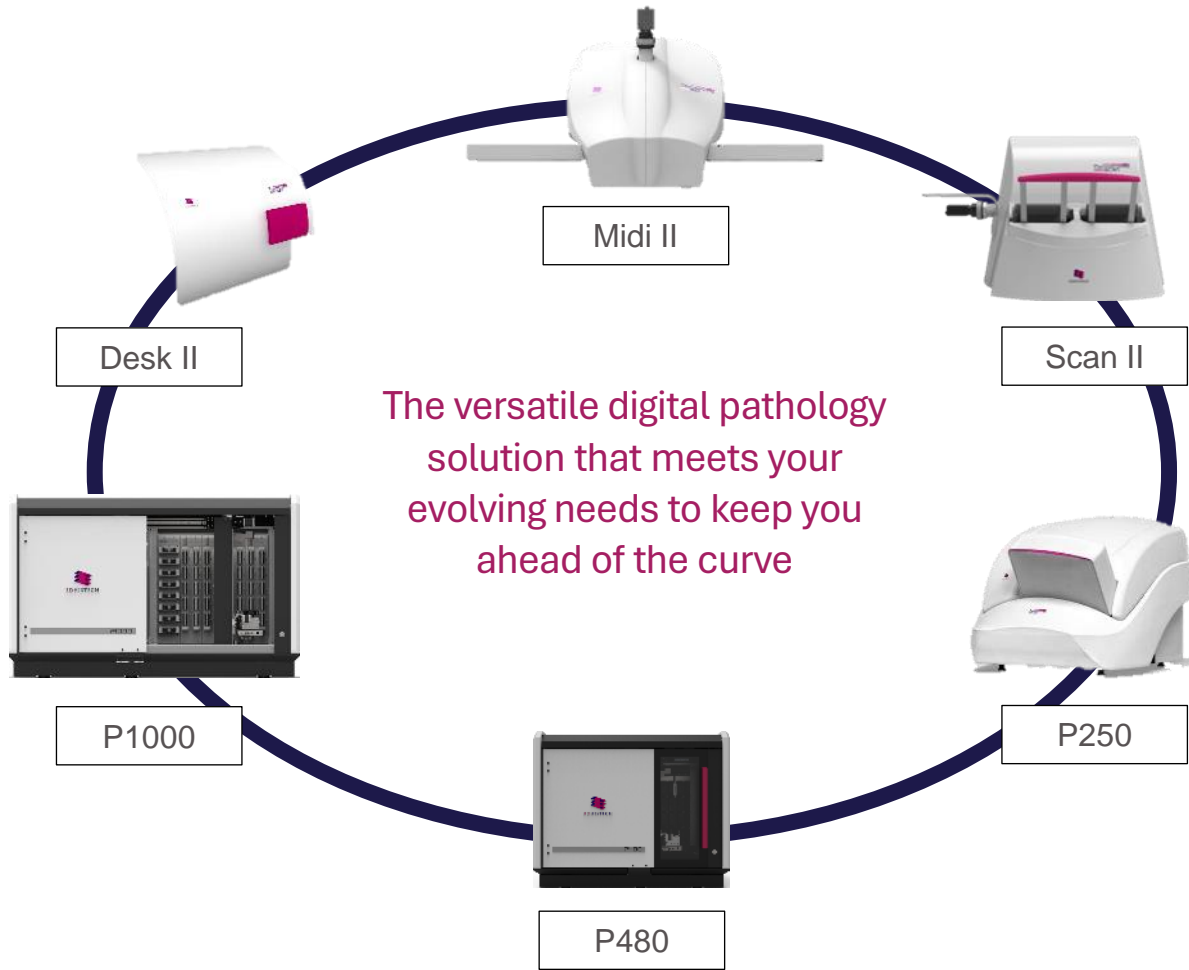 Midi II
Desk II
Scan II
The versatile digital pathology
solution that meets your
evolving needs to keep you
ahead of the curve
3DHISTECH
P1000
P250
P480